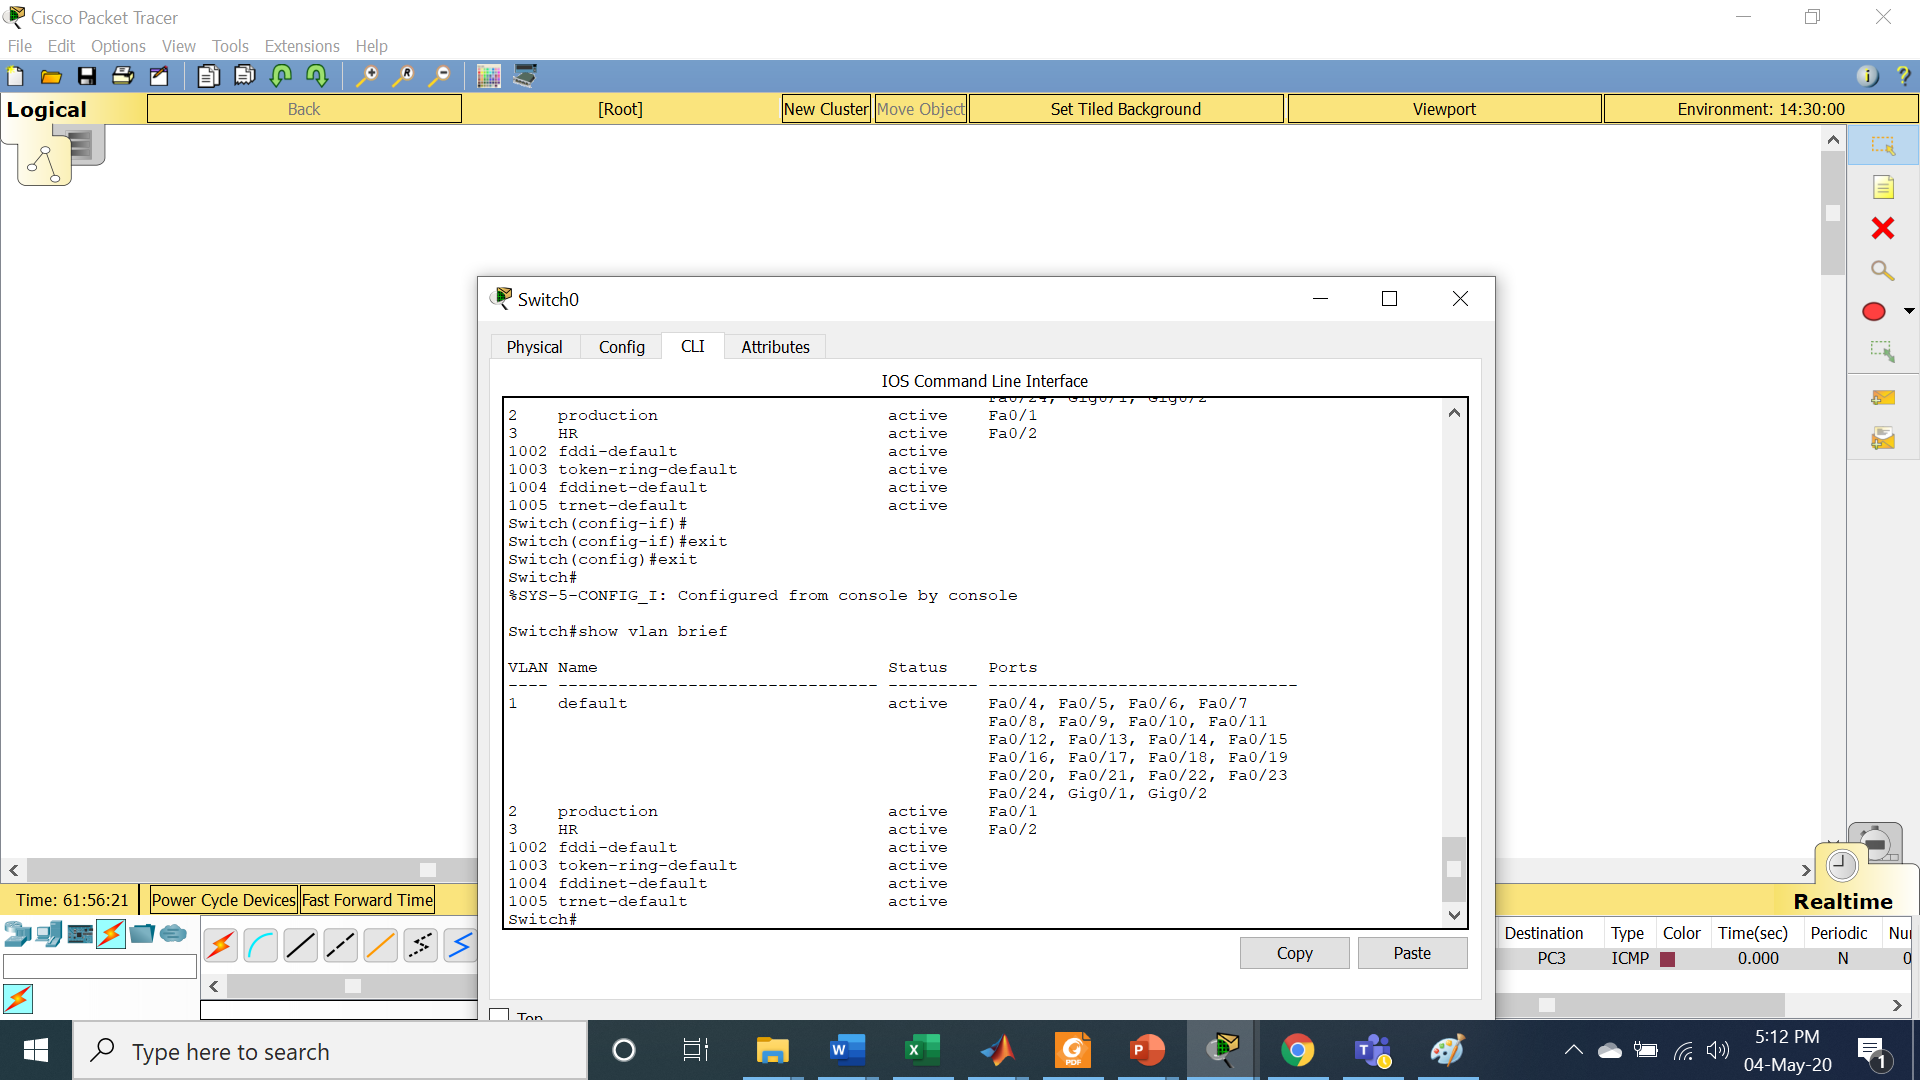 Cisco Packet Tracer
File Edit Options View Tools Extensions Help
Logical Back [Root] New Cluster Move Object Set Tiled Background Viewport Environment: 14:30:00
Switch0
Physical Config CLI Attributes
IOS Command Line Interface
Fa0/24, Gig0/1, Gig0/2
2 production active Fa0/1
3 HR active Fa0/2
1002 fddi-default active
1003 token-ring-default active
1004 fddinet-default active
1005 trnet-default active
Switch(config-if)#
Switch(config-if)#exit
Switch(config)#exit
Switch#
%SYS-5-CONFIG_I: Configured from console by console
Switch#show vlan brief
VLAN Name Status Ports
---- -------------------------------- --------- -------------------------------
1 default active Fa0/4, Fa0/5, Fa0/6, Fa0/7
Fa0/8, Fa0/9, Fa0/10, Fa0/11
Fa0/12, Fa0/13, Fa0/14, Fa0/15
Fa0/16, Fa0/17, Fa0/18, Fa0/19
Fa0/20, Fa0/21, Fa0/22, Fa0/23
Fa0/24, Gig0/1, Gig0/2
2 production active Fa0/1
3 HR active Fa0/2
1002 fddi-default active
1003 token-ring-default active
1004 fddinet-default active
1005 trnet-default active
Switch#
Copy Paste
Top
Time: 61:56:21 Power Cycle Devices Fast Forward Time
Realtime
Destination Type Color Time(sec) Periodic Nu
PC3 ICMP 0.000 N 0
Type here to search
5:12 PM
04-May-20
1